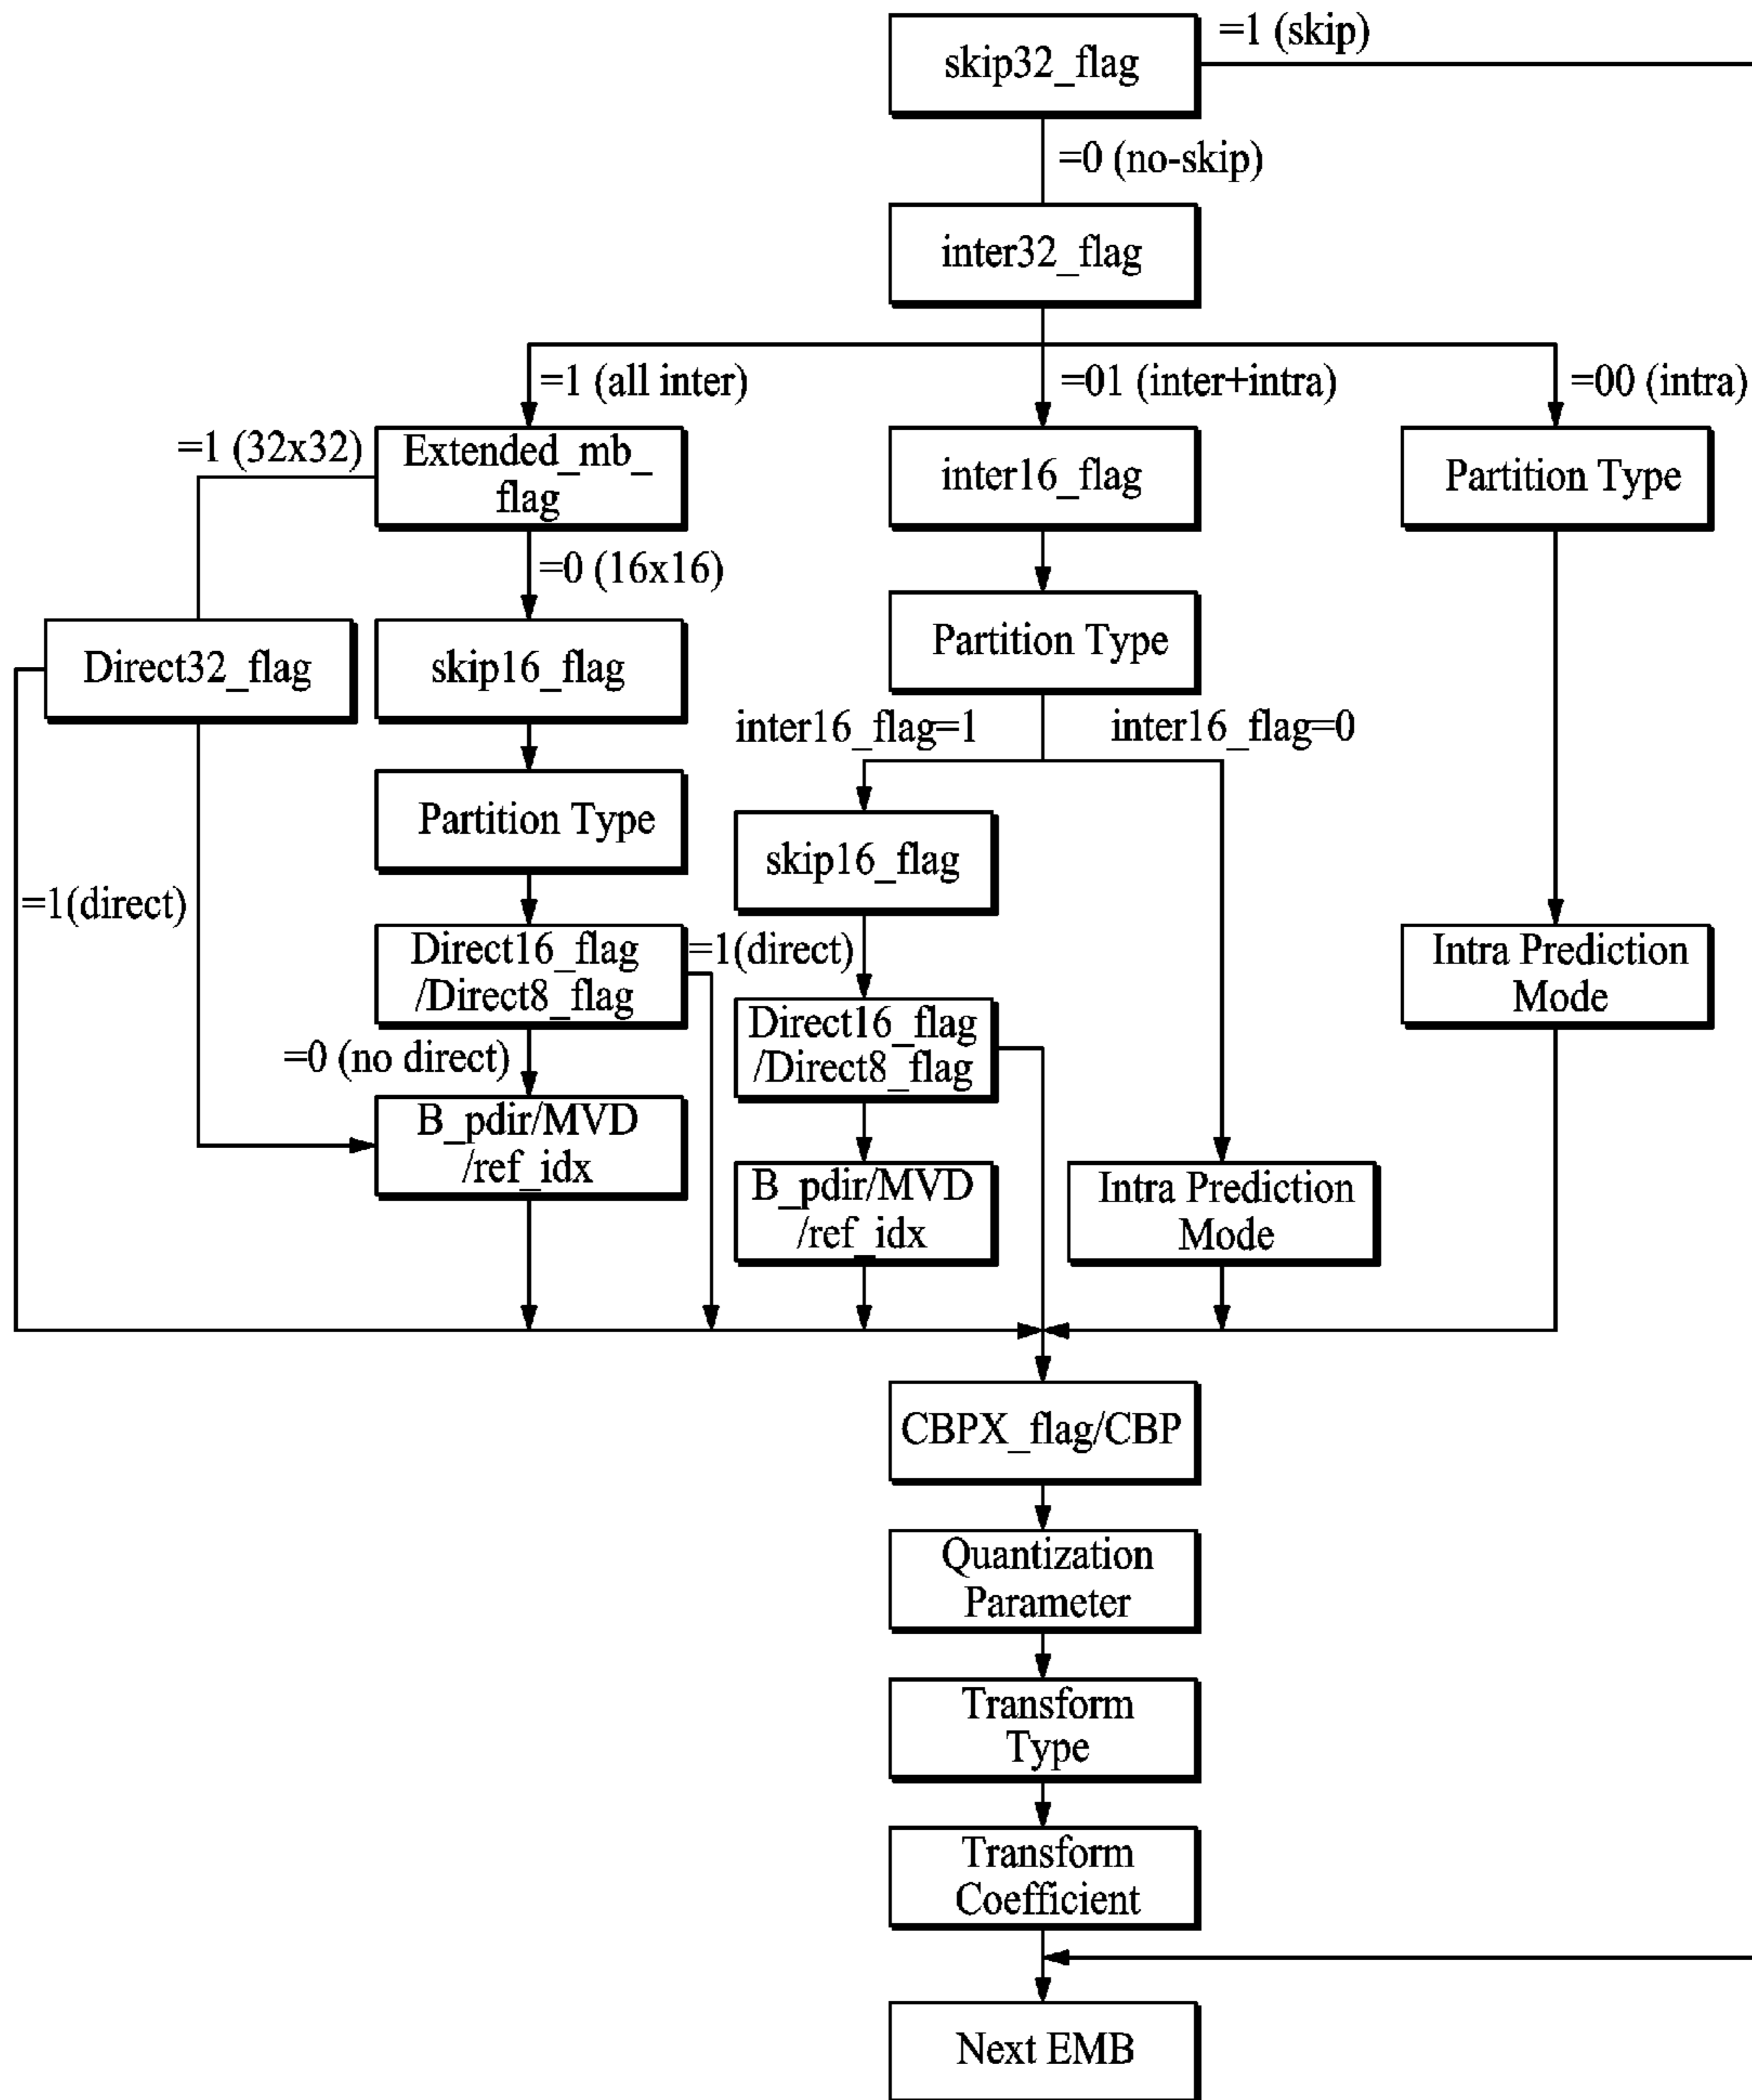 skip32_flag
=1 (skip)
=0 (no-skip)
inter32_flag
=1 (all inter)
=01 (inter+intra)
=00 (intra)
=1 (32x32)
Extended_mb_
flag
inter16_flag
Partition Type
=0 (16x16)
Direct32_flag
skip16_flag
Partition Type
inter16_flag=1
inter16_flag=0
Partition Type
skip16_flag
=1(direct)
Direct16_flag
/Direct8_flag
=1(direct)
Intra Prediction
Mode
Direct16_flag
/Direct8_flag
=0 (no direct)
B_pdir/MVD
/ref_idx
B_pdir/MVD
/ref_idx
Intra Prediction
Mode
CBPX_flag/CBP
Quantization
Parameter
Transform
Type
Transform
Coefficient
Next EMB